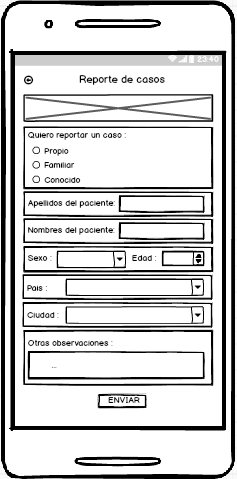 23:40
Reporte de casos
Quiero reportar un caso :
Propio
Familiar
Conocido
Apellidos del paciente:
Nombres del paciente:
Sexo :
Edad :
Pais :
Ciudad :
Otras observaciones :
...
ENVIAR